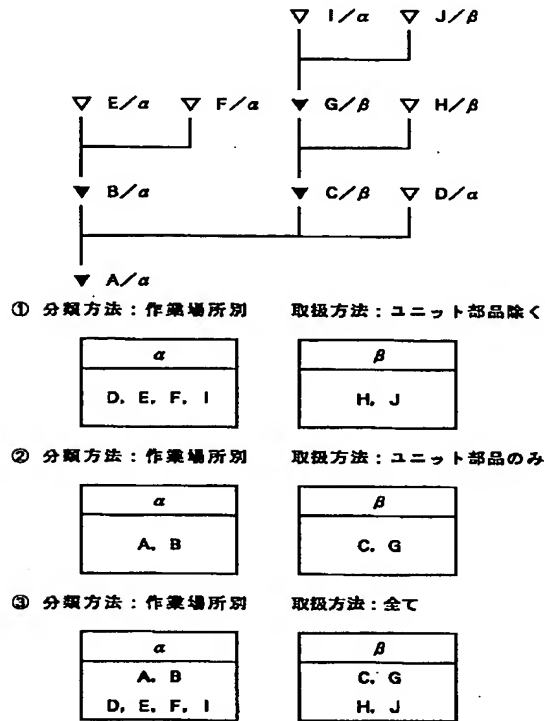 ▽ I/α ▽ J/β
▽ E/α ▽ F/α ▼ G/β ▽ H/β
▼ B/α ▼ C/β ▽ D/α
▼ A/α
① 分類方法:作業場所別 取扱方法:ユニット部品除く
α β
D, E, F, I H, J
② 分類方法:作業場所別 取扱方法:ユニット部品のみ
α β
A, B C, G
③ 分類方法:作業場所別 取扱方法:全て
α β
A, B C, G
D, E, F, I H, J